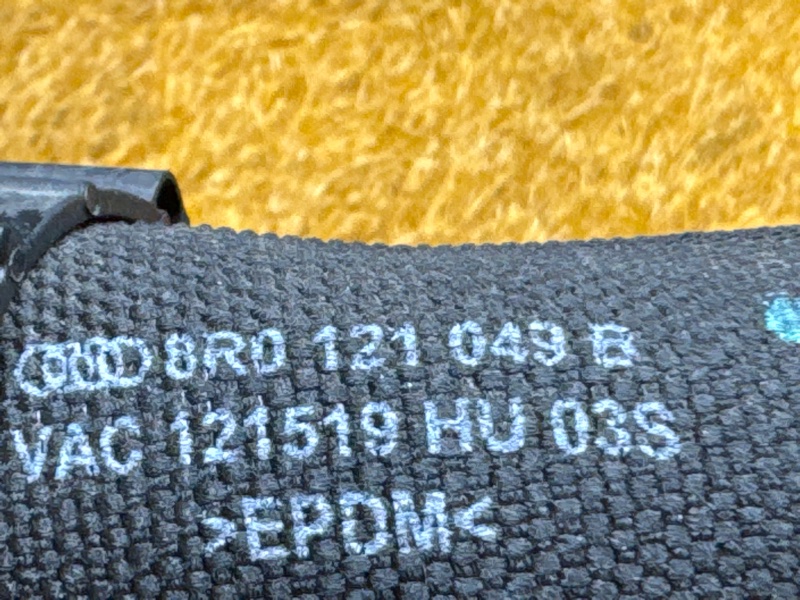 8R0 121 049 B
VAC 121519 HU 03S
>EPDM<